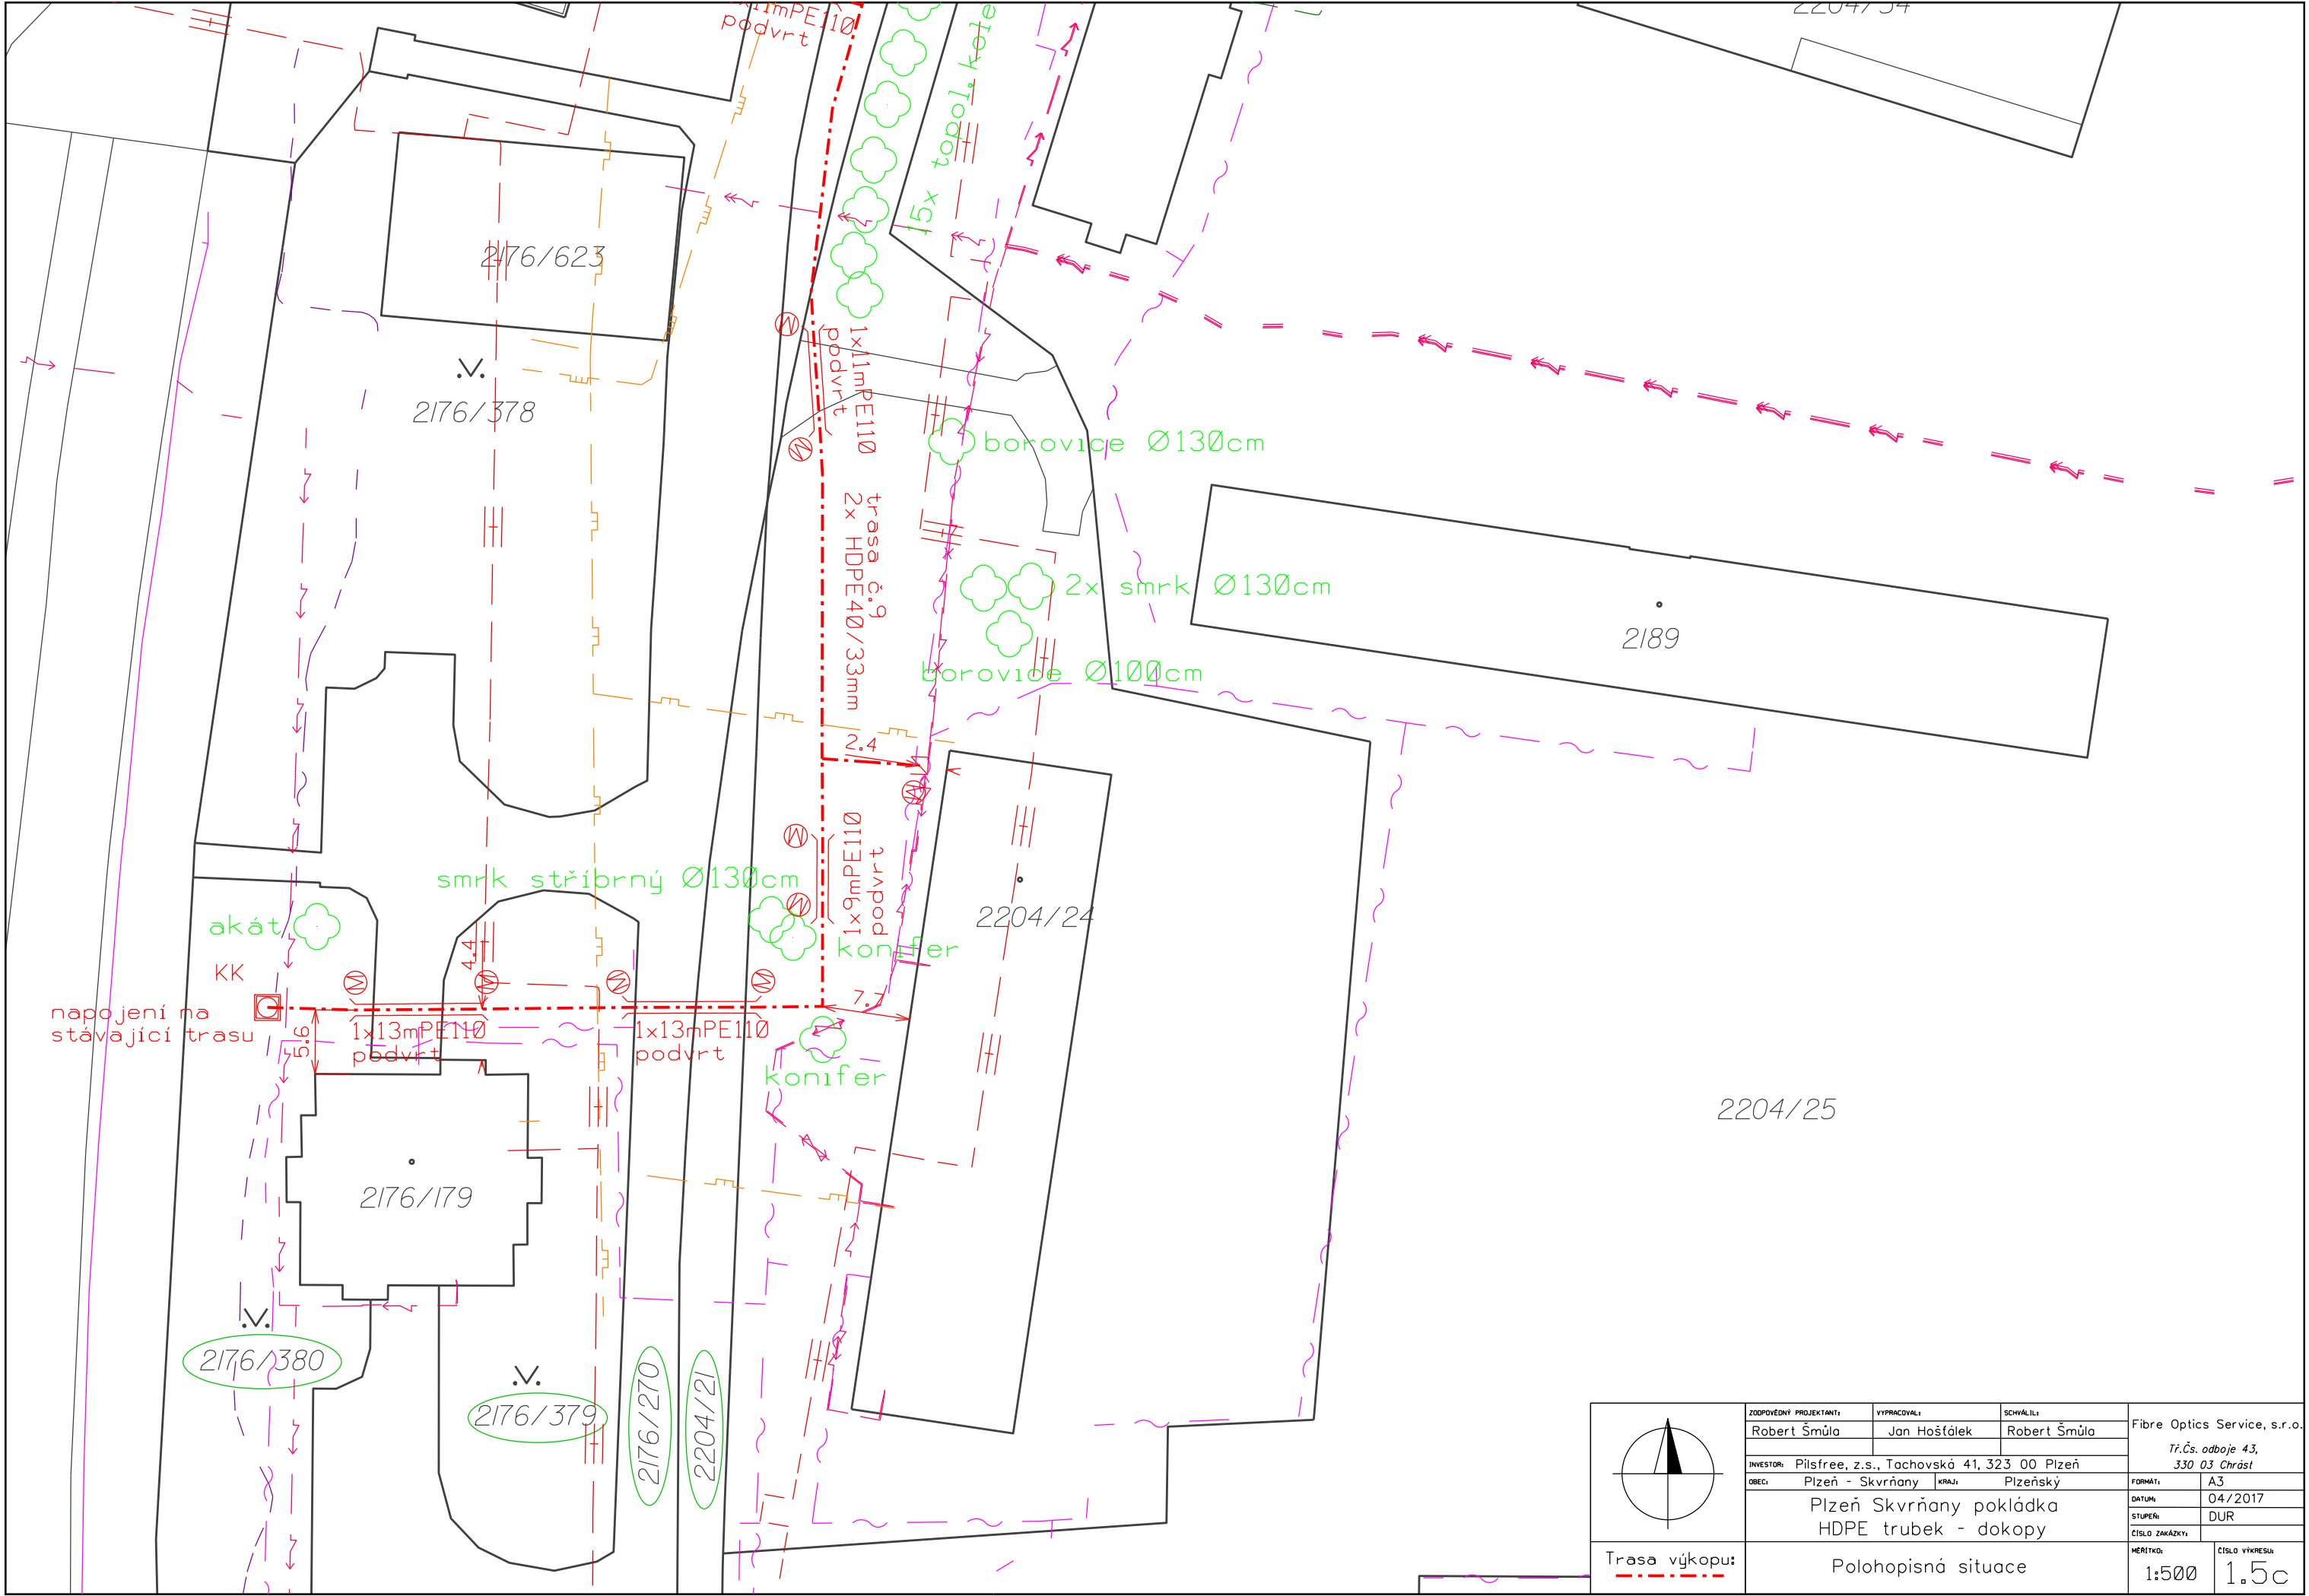 podvrt
2204/34
15x topol. kole
2176/623
1x11mPE110
podvrt
2176/378
borovice Ø130cm
trasa č.9
2x HDPE40/33mm
2x smrk Ø130cm
2189
borovice Ø100cm
2.4
1x9mPE110
podvrt
smrk stříbrný Ø130cm
akát
2204/24
konifer
KK
4.4
7.7
napojení na
stávající trasu
5.6
1x13mPE110
podvrt
1x13mPE110
podvrt
konifer
2204/25
2176/179
2176/380
2176/379
2176/270
2204/21
M
M
M
M
M
M
M
M
M
ZODPOVĚDNÝ PROJEKTANT:
VYPRACOVAL:
SCHVÁLIL:
Robert Šmůla
Jan Hošťálek
Robert Šmůla
Fibre Optics Service, s.r.o.
Tř.Čs. odboje 43,
330 03 Chrást
INVESTOR: Pilsfree, z.s., Tachovská 41, 323 00 Plzeň
OBEC: Plzeň - Skvrňany KRAJ: Plzeňský
FORMÁT: A3
DATUM: 04/2017
STUPEŇ: DUR
ČÍSLO ZAKÁZKY:
Plzeň Skvrňany pokládka
HDPE trubek - dokopy
Trasa výkopu:
Polohopisná situace
MĚŘÍTKO: 1:500
ČÍSLO VÝKRESU: 1.5c